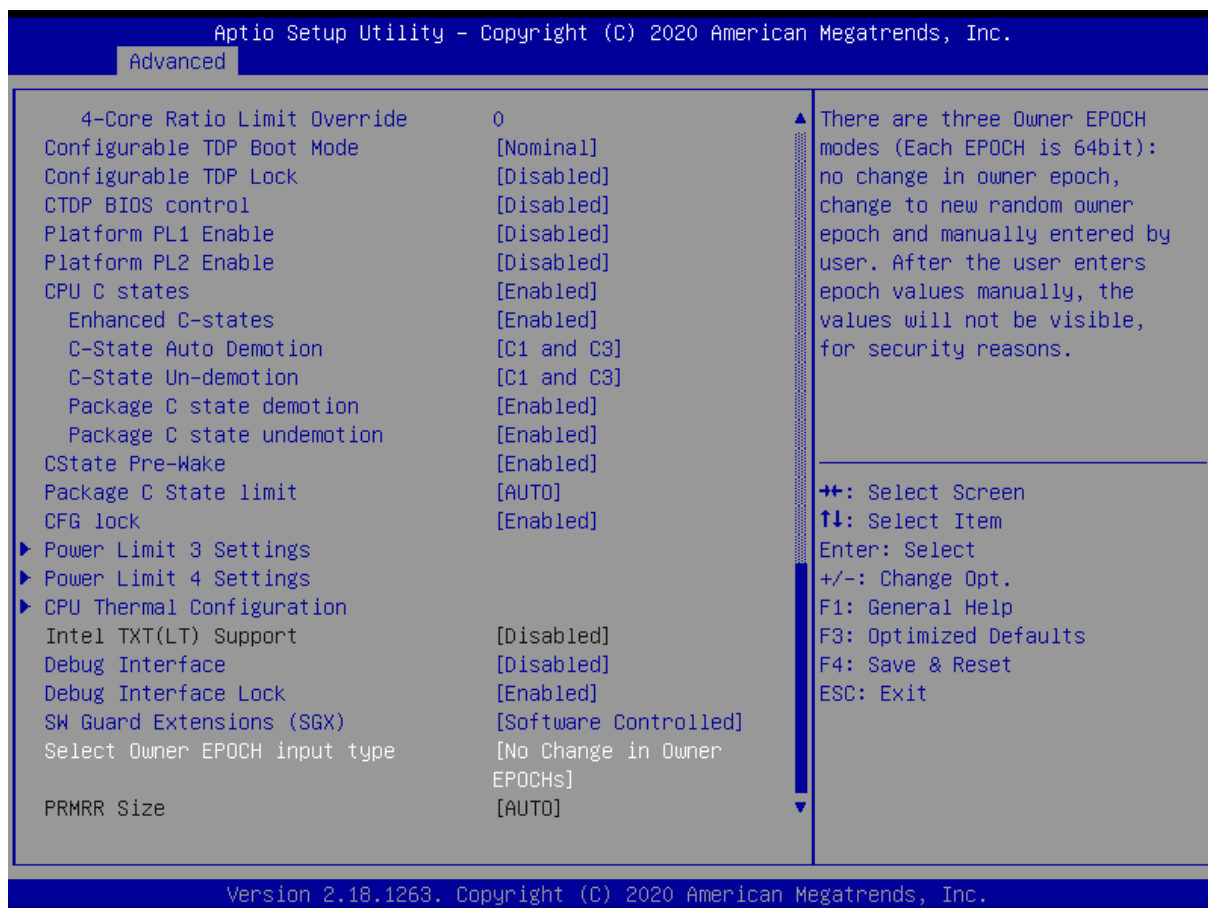 Aptio Setup Utility – Copyright (C) 2020 American Megatrends, Inc.
Advanced
4-Core Ratio Limit Override 0
Configurable TDP Boot Mode [Nominal]
Configurable TDP Lock [Disabled]
CTDP BIOS control [Disabled]
Platform PL1 Enable [Disabled]
Platform PL2 Enable [Disabled]
CPU C states [Enabled]
Enhanced C-states [Enabled]
C-State Auto Demotion [C1 and C3]
C-State Un-demotion [C1 and C3]
Package C state demotion [Enabled]
Package C state undemotion [Enabled]
CState Pre-Wake [Enabled]
Package C State limit [AUTO]
CFG lock [Enabled]
Power Limit 3 Settings
Power Limit 4 Settings
CPU Thermal Configuration
Intel TXT(LT) Support [Disabled]
Debug Interface [Disabled]
Debug Interface Lock [Enabled]
SW Guard Extensions (SGX) [Software Controlled]
Select Owner EPOCH input type [No Change in Owner
EPOCHs]
PRMRR Size [AUTO]
There are three Owner EPOCH
modes (Each EPOCH is 64bit):
no change in owner epoch,
change to new random owner
epoch and manually entered by
user. After the user enters
epoch values manually, the
values will not be visible,
for security reasons.
→←: Select Screen
↑↓: Select Item
Enter: Select
+/-: Change Opt.
F1: General Help
F3: Optimized Defaults
F4: Save & Reset
ESC: Exit
Version 2.18.1263. Copyright (C) 2020 American Megatrends, Inc.